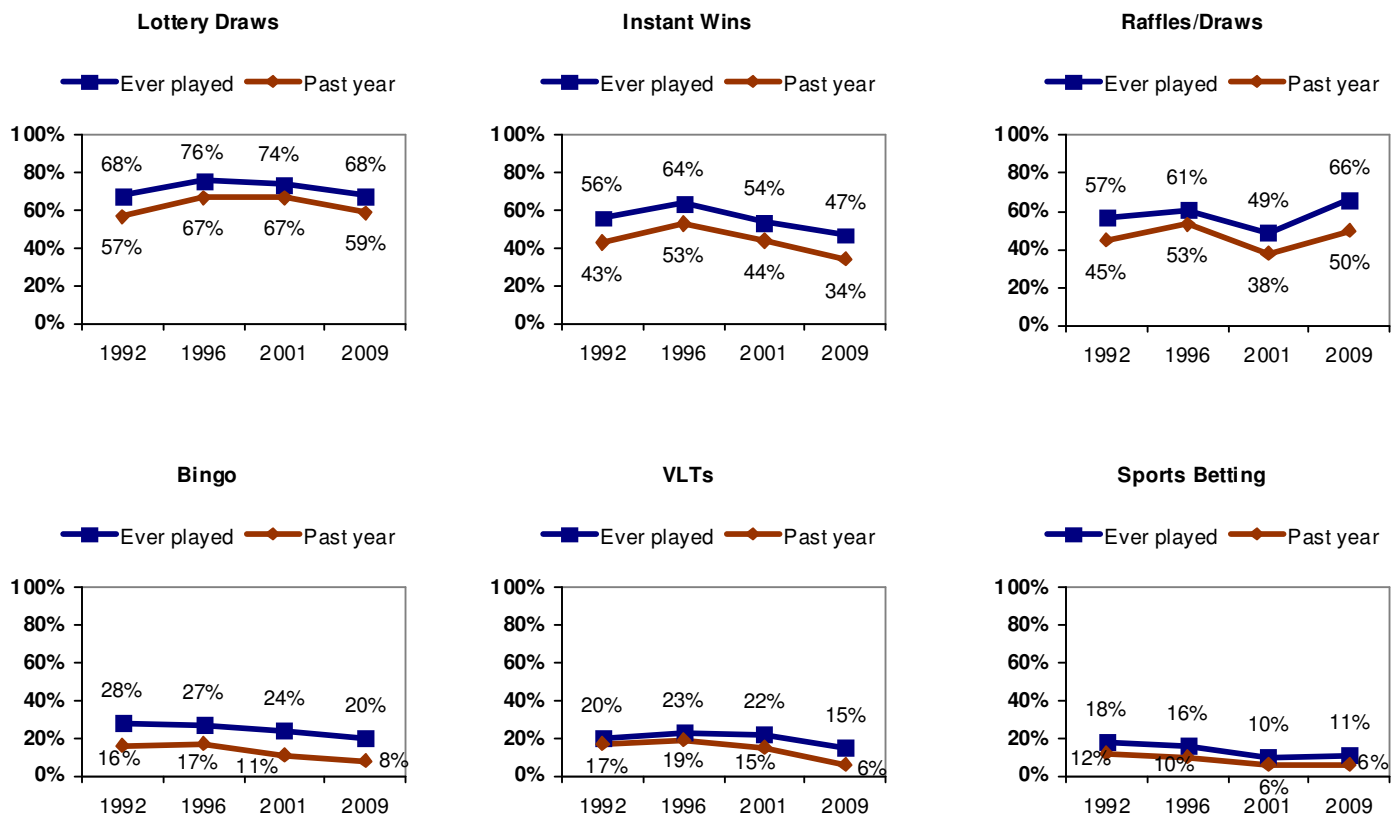 Lottery Draws
Ever played Past year
100%
80%
60%
40%
20%
0%
68% 76% 74% 68%
57% 67% 67% 59%
1992 1996 2001 2009
Instant Wins
Ever played Past year
100%
80%
60%
40%
20%
0%
56% 64% 54% 47%
43% 53% 44% 34%
1992 1996 2001 2009
Raffles/Draws
Ever played Past year
100%
80%
60%
40%
20%
0%
57% 61% 49% 66%
45% 53% 38% 50%
1992 1996 2001 2009
Bingo
Ever played Past year
100%
80%
60%
40%
20%
0%
28% 27% 24% 20%
16% 17% 11% 8%
1992 1996 2001 2009
VLTs
Ever played Past year
100%
80%
60%
40%
20%
0%
20% 23% 22% 15%
17% 19% 15% 6%
1992 1996 2001 2009
Sports Betting
Ever played Past year
100%
80%
60%
40%
20%
0%
18% 16% 10% 11%
12% 10% 6% 6%
1992 1996 2001 2009